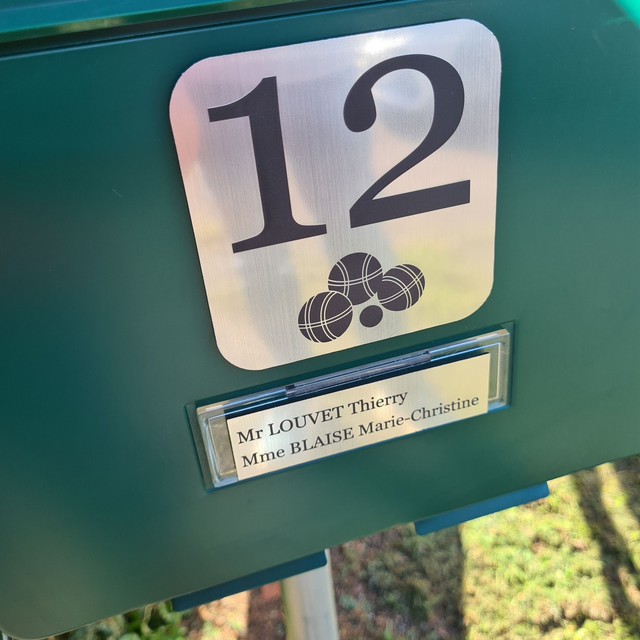 12
Mr LOUVET Thierry
Mme BLAISE Marie-Christine